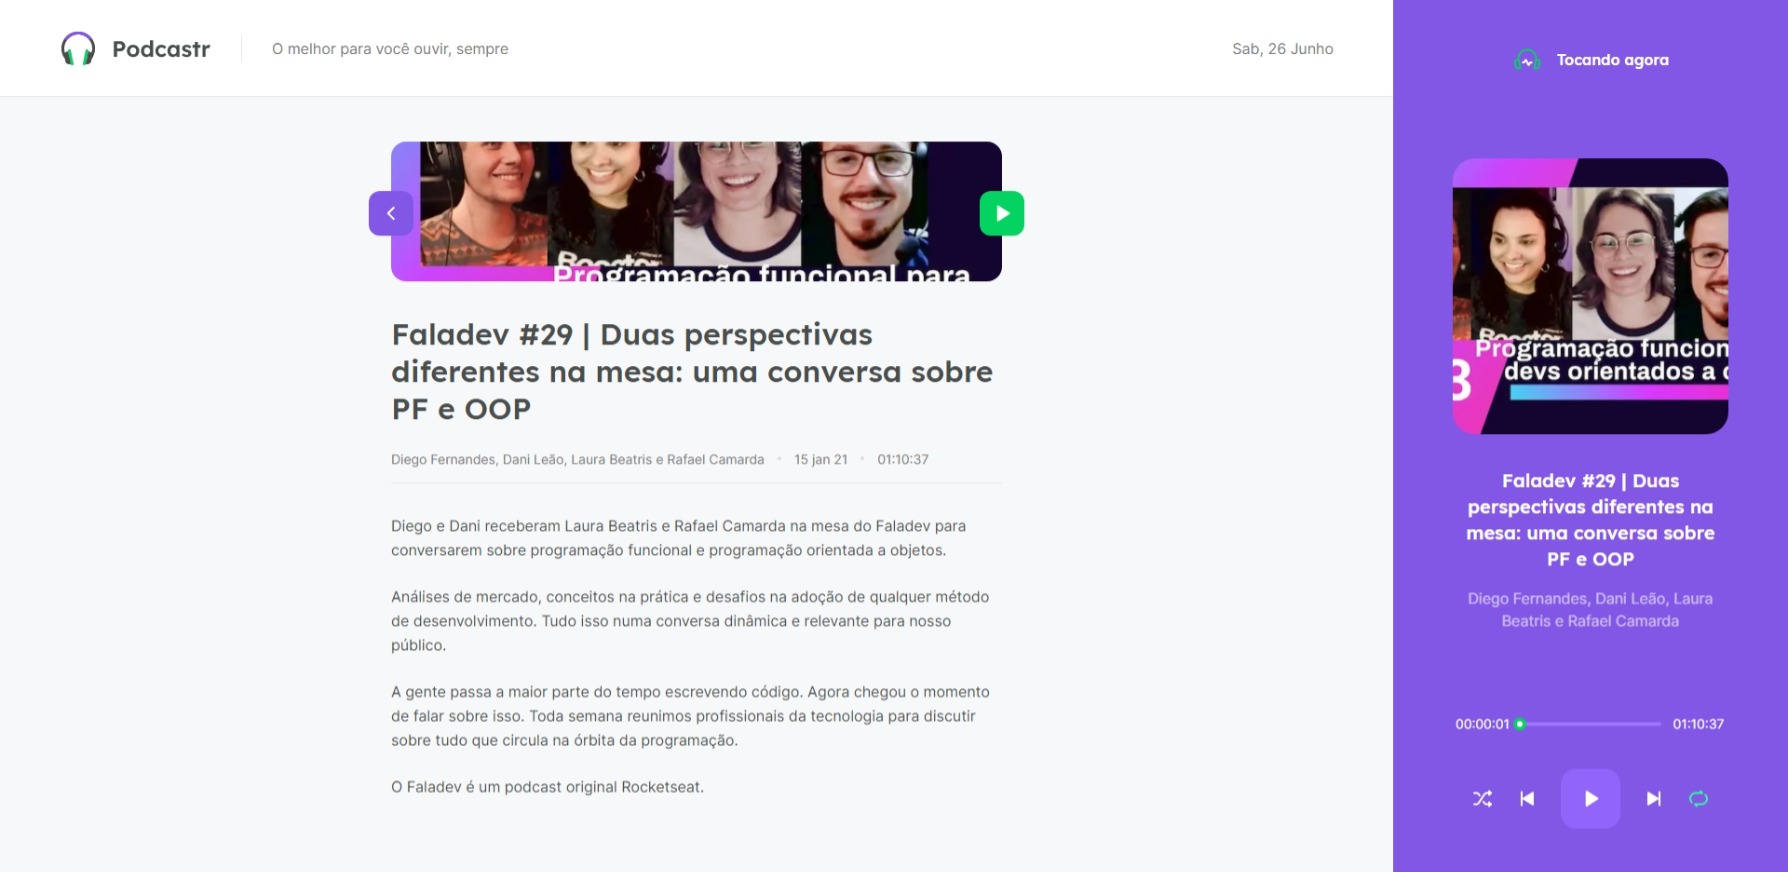 Podcastr
O melhor para você ouvir, sempre
Sab, 26 Junho
Programação funcional para
Faladev #29 | Duas perspectivas
diferentes na mesa: uma conversa sobre
PF e OOP
Diego Fernandes, Dani Leão, Laura Beatris e Rafael Camarda • 15 jan 21 • 01:10:37
Diego e Dani receberam Laura Beatris e Rafael Camarda na mesa do Faladev para
conversarem sobre programação funcional e programação orientada a objetos.
Análises de mercado, conceitos na prática e desafios na adoção de qualquer método
de desenvolvimento. Tudo isso numa conversa dinâmica e relevante para nosso
público.
A gente passa a maior parte do tempo escrevendo código. Agora chegou o momento
de falar sobre isso. Toda semana reunimos profissionais da tecnologia para discutir
sobre tudo que circula na órbita da programação.
O Faladev é um podcast original Rocketseat.
Tocando agora
Programação funcion
3 devs orientados a
Faladev #29 | Duas
perspectivas diferentes na
mesa: uma conversa sobre
PF e OOP
Diego Fernandes, Dani Leão, Laura
Beatris e Rafael Camarda
00:00:01
01:10:37